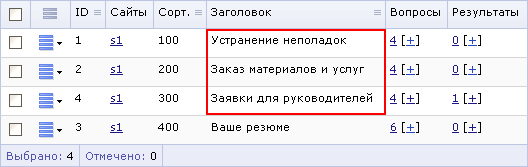 ID Сайты Сорт. Заголовок Вопросы Результаты
1 s1 100 Устранение неполадок 4 [+] 0 [+]
2 s1 200 Заказ материалов и услуг 4 [+] 0 [+]
4 s1 300 Заявки для руководителей 4 [+] 1 [+]
3 s1 400 Ваше резюме 6 [+] 0 [+]
Выбрано: 4 Отмечено: 0